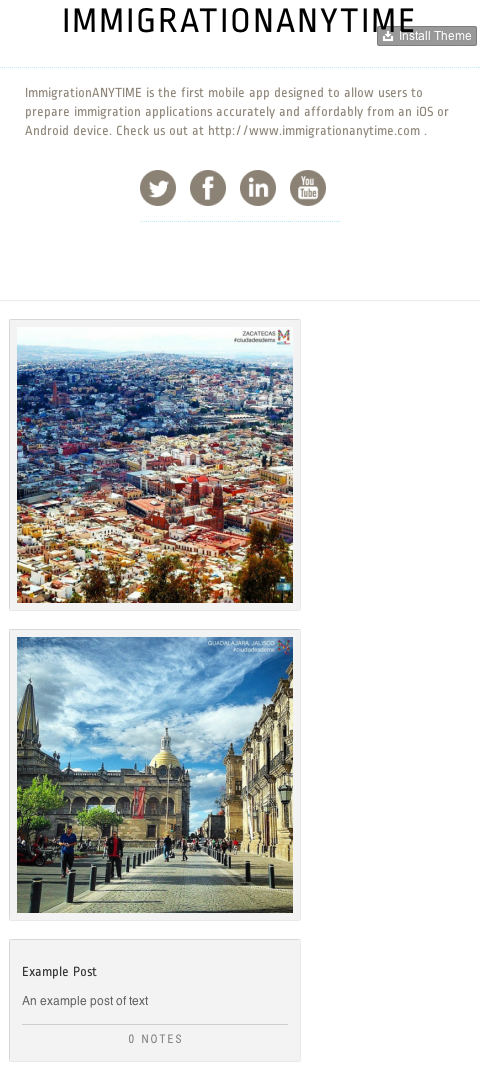 IMMIGRATIONANYTIME
Install Theme
ImmigrationANYTIME is the first mobile app designed to allow users to
prepare immigration applications accurately and affordably from an iOS or
Android device. Check us out at http://www.immigrationanytime.com .
You
Tube
ZACATECAS
#ciudadesdemx
GUADALAJARA, JALISCO
#ciudadesdemx
Example Post
An example post of text
0 NOTES